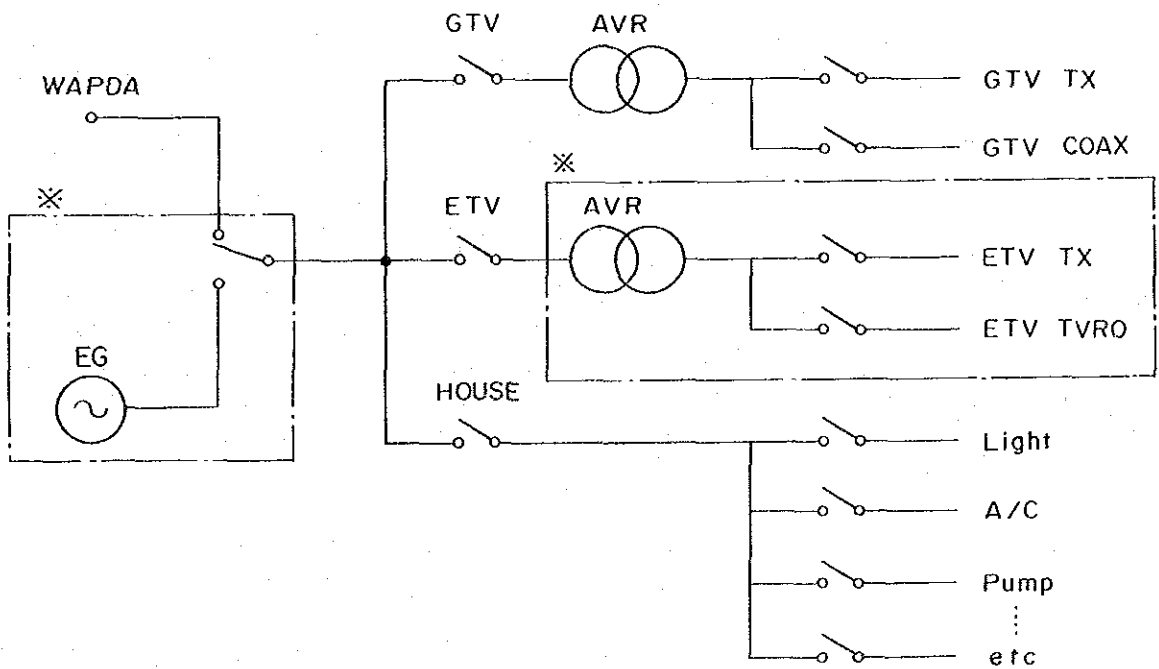 GTV
AVR
WAPDA
GTV TX
GTV COAX
※
※
ETV
AVR
ETV TX
ETV TVRO
EG
HOUSE
Light
A/C
Pump
etc